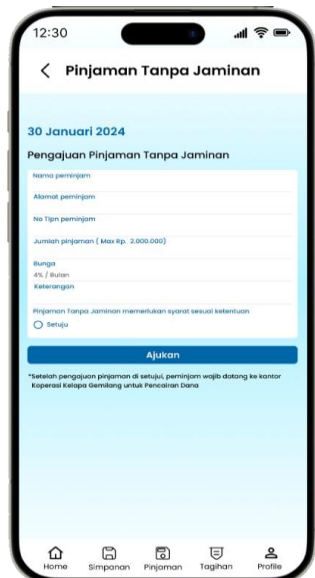 12:30
Pinjaman Tanpa Jaminan
30 Januari 2024
Pengajuan Pinjaman Tanpa Jaminan
Nama peminjam
Alamat peminjam
No Tlpn peminjam
Jumlah pinjaman ( Max Rp. 2.000.000)
Bunga
4% / Bulan
Keterangan
Pinjaman Tanpa Jaminan memerlukan syarat sesuai ketentuan
Setuju
Ajukan
*Setelah pengajuan pinjaman di setujui, peminjam wajib datang ke kantor
Koperasi Kelapa Gemilang untuk Pencairan Dana
Home Simpanan Pinjaman Tagihan Profile